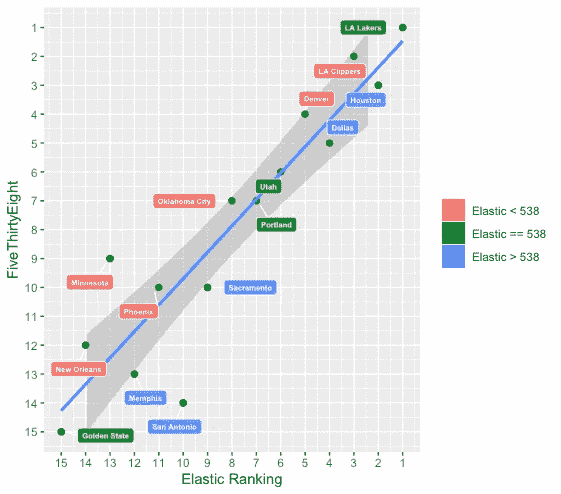 1
LA Lakers
2
LA Clippers
3
Denver
Houston
4
Dallas
5
6
Utah
Elastic < 538
7
Oklahoma City
Portland
Elastic == 538
8
Elastic > 538
9
Minnesota
10
Sacramento
Phoenix
11
12
New Orleans
13
Memphis
14
San Antonio
15
Golden State
FiveThirtyEight
15 14 13 12 11 10 9 8 7 6 5 4 3 2 1
Elastic Ranking